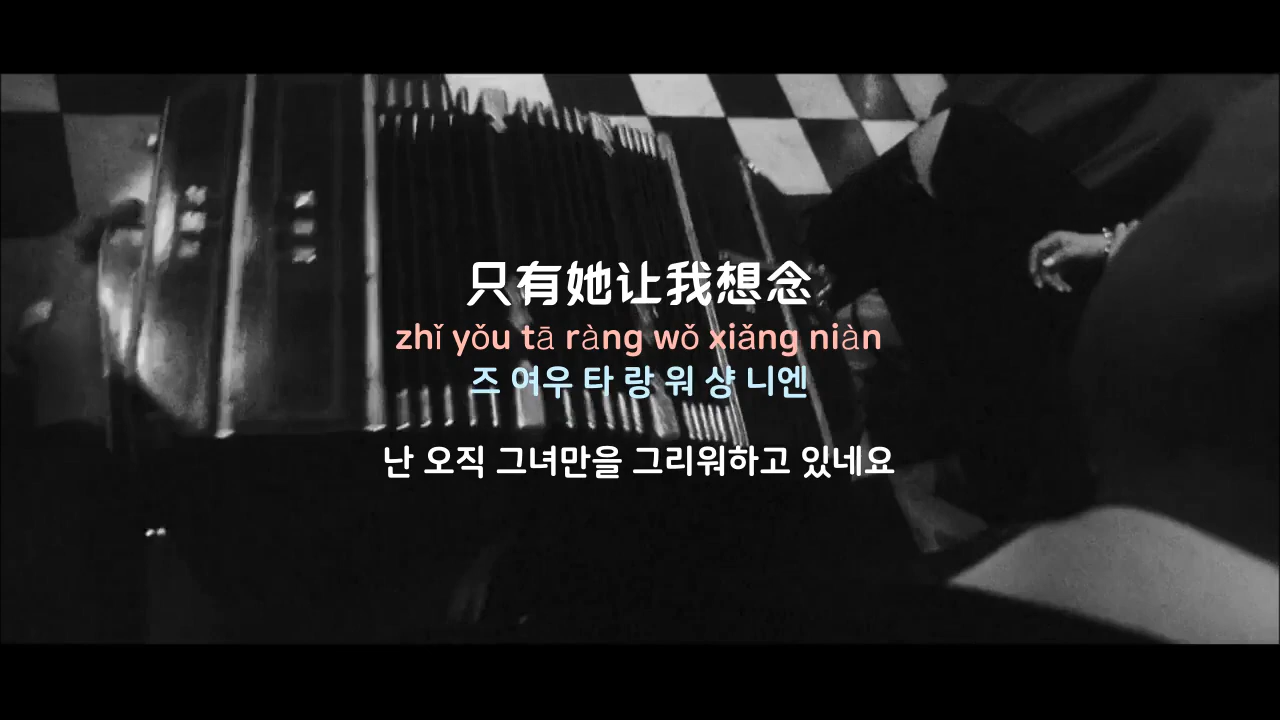 只有她让我想念
zhǐ yǒu tā ràng wǒ xiǎng niàn
즈 여우 타 랑 워 샹 니엔
난 오직 그녀만을 그리워하고 있네요